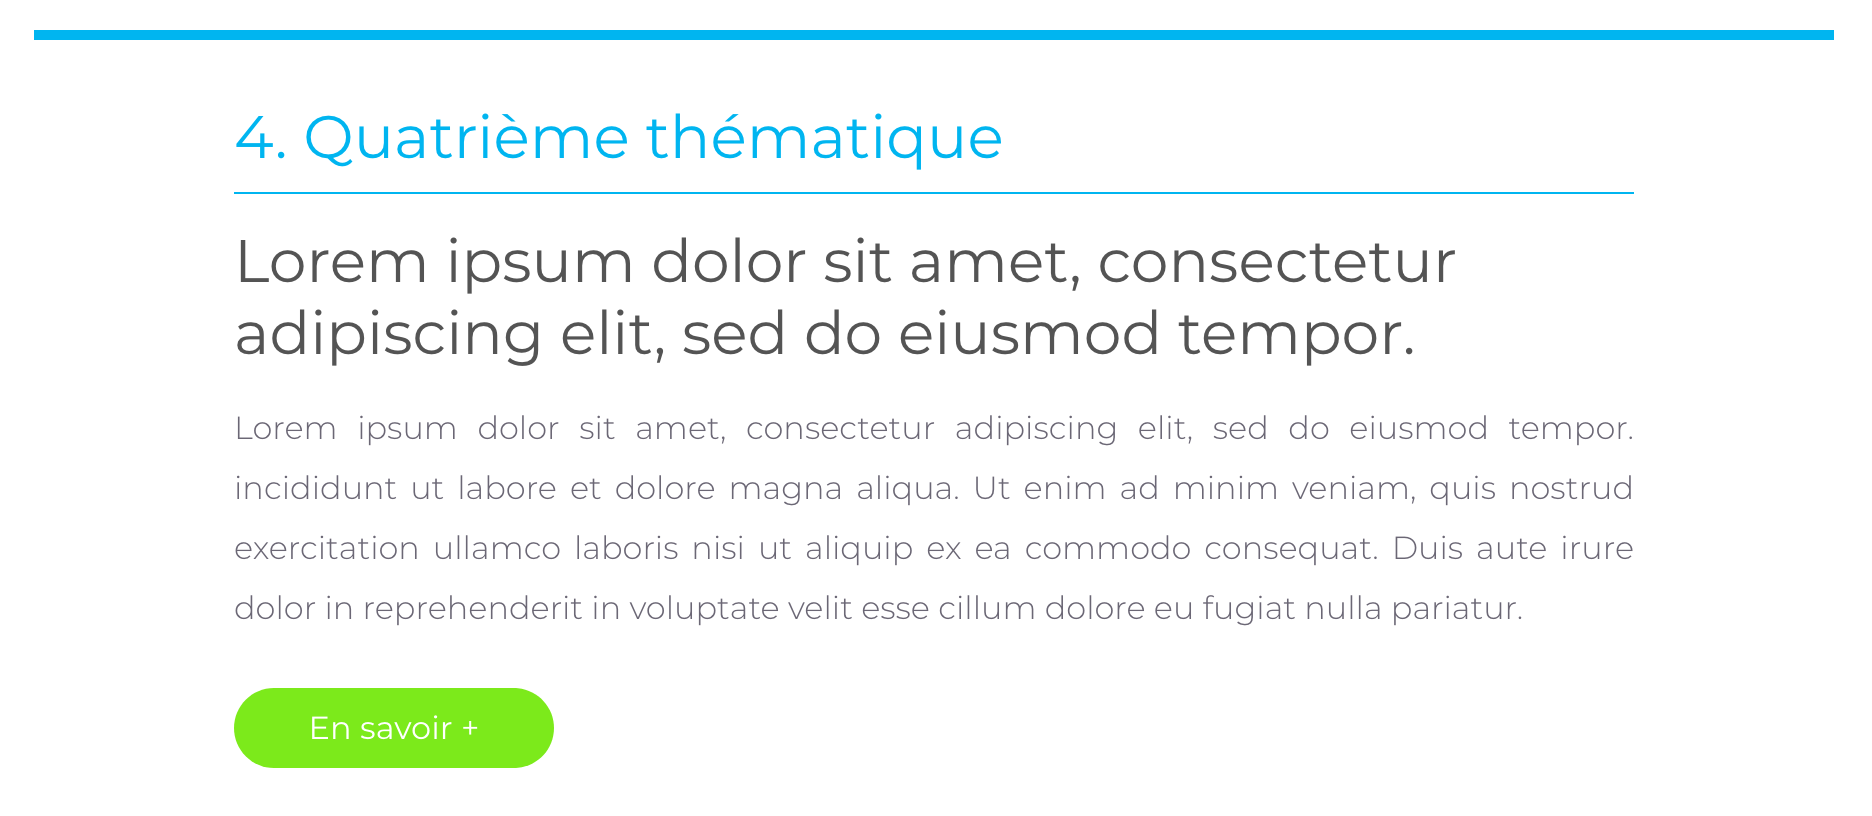 4. Quatrième thématique
Lorem ipsum dolor sit amet, consectetur
adipiscing elit, sed do eiusmod tempor.
Lorem ipsum dolor sit amet, consectetur adipiscing elit, sed do eiusmod tempor.
incididunt ut labore et dolore magna aliqua. Ut enim ad minim veniam, quis nostrud
exercitation ullamco laboris nisi ut aliquip ex ea commodo consequat. Duis aute irure
dolor in reprehenderit in voluptate velit esse cillum dolore eu fugiat nulla pariatur.
En savoir +